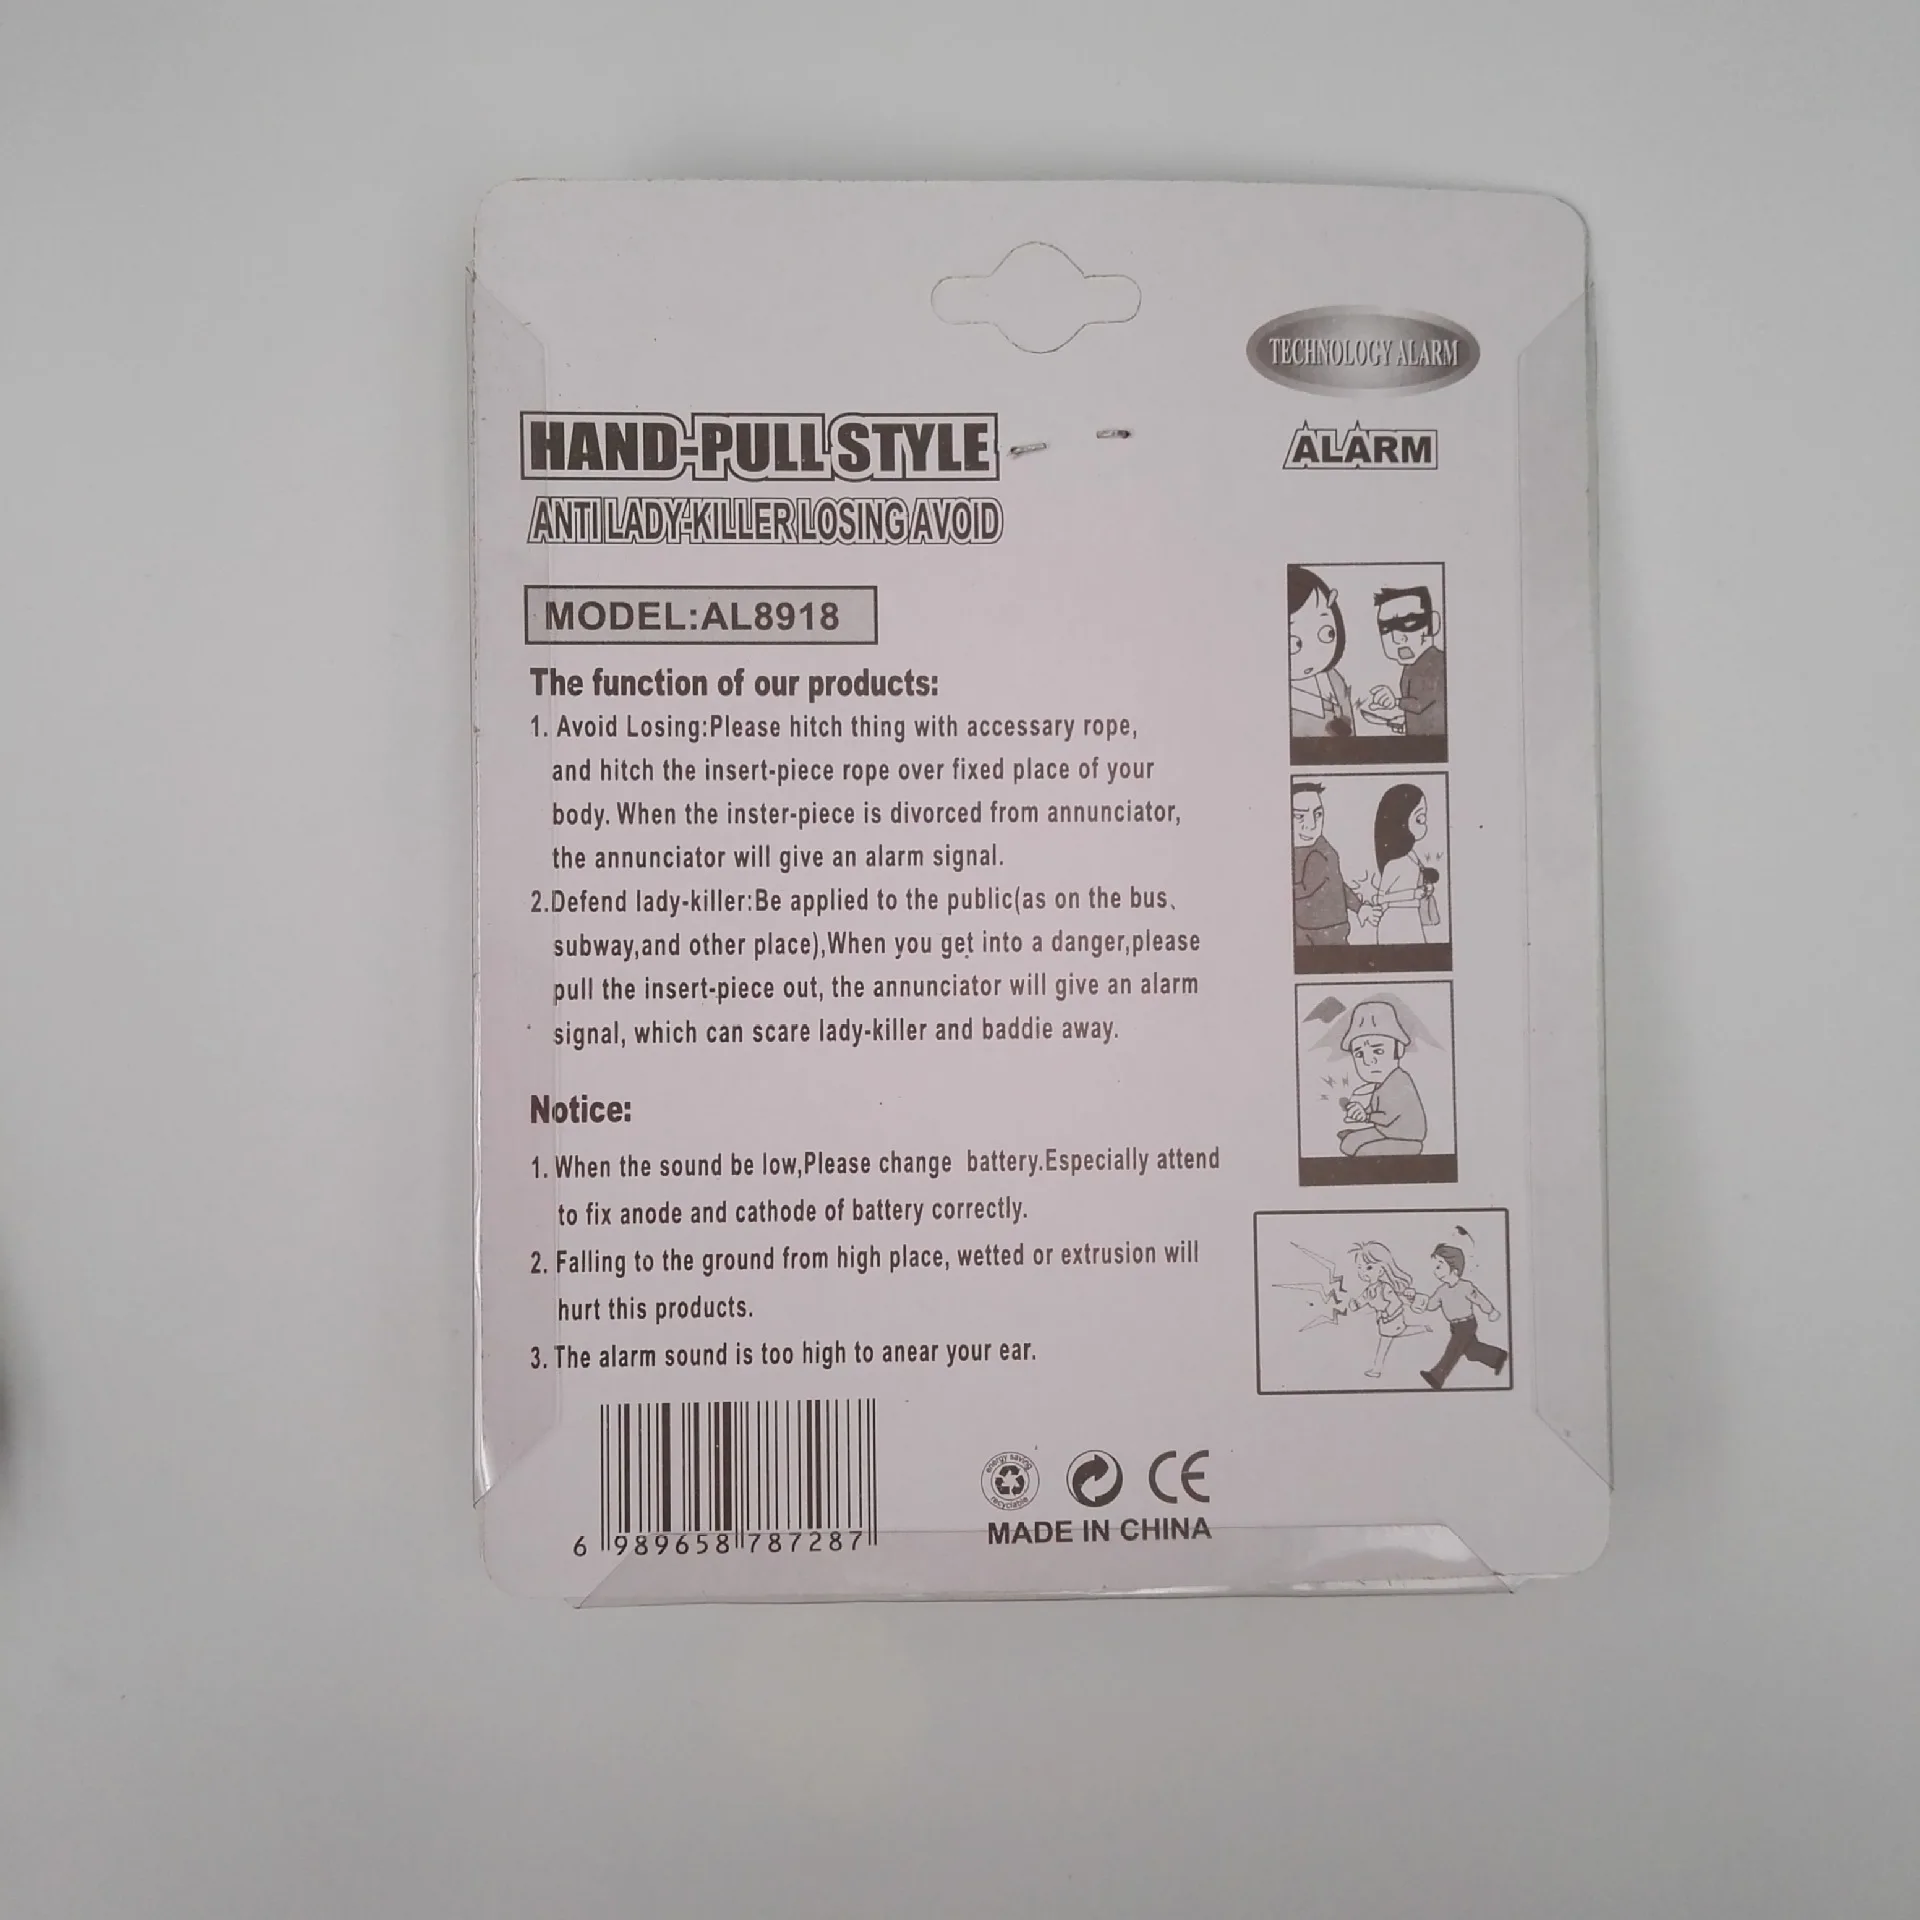 TECHNOLOGY ALARM
HAND-PULL STYLE
ALARM
ANTI LADY-KILLER LOSING AVOID
MODEL:AL8918
The function of our products:
1. Avoid Losing:Please hitch thing with accessary rope,
and hitch the insert-piece rope over fixed place of your
body. When the inster-piece is divorced from annunciator,
the annunciator will give an alarm signal.
2.Defend lady-killer:Be applied to the public(as on the bus、
subway,and other place),When you get into a danger,please
pull the insert-piece out, the annunciator will give an alarm
signal, which can scare lady-killer and baddie away.
Notice:
1. When the sound be low,Please change battery.Especially attend
to fix anode and cathode of battery correctly.
2. Falling to the ground from high place, wetted or extrusion will
hurt this products.
3. The alarm sound is too high to anear your ear.
6 989658 787287
energy saving
recyclable
CE
MADE IN CHINA